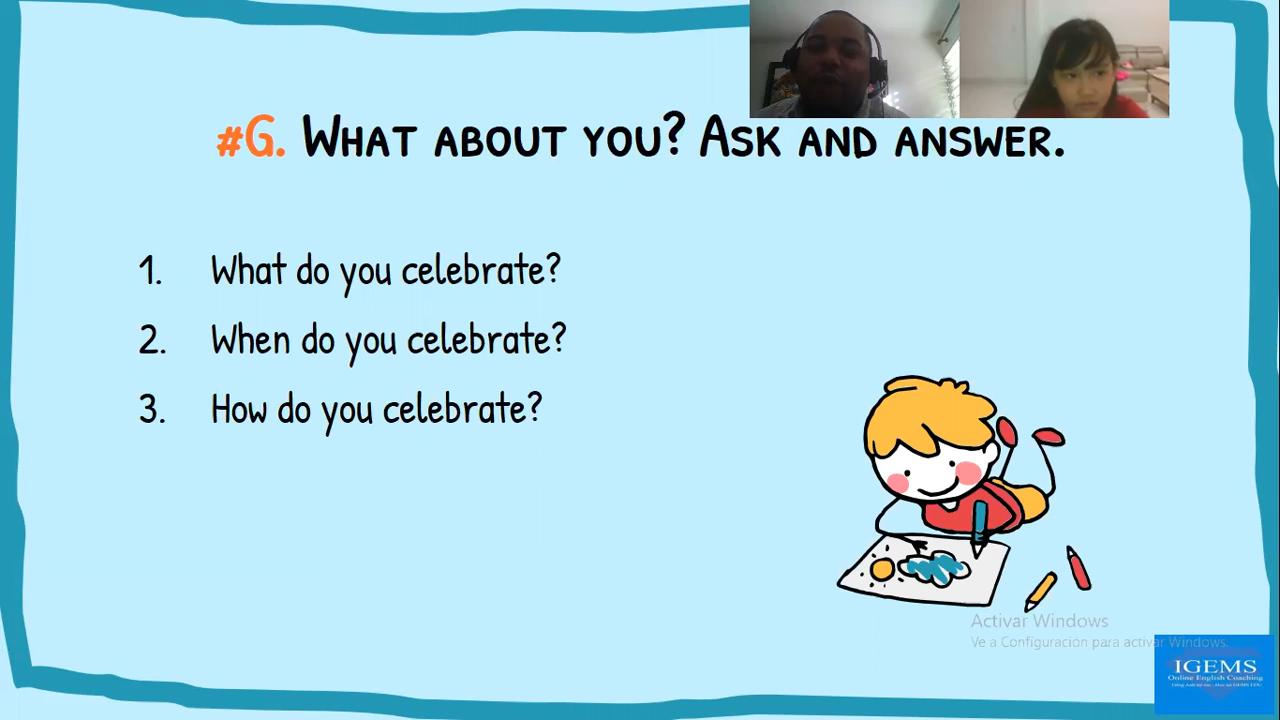 #G. What about you? Ask and answer.
1. What do you celebrate?
2. When do you celebrate?
3. How do you celebrate?
Activar Windows
Ve a Configuración para activar Windows.
IGEMS
Online English Coaching